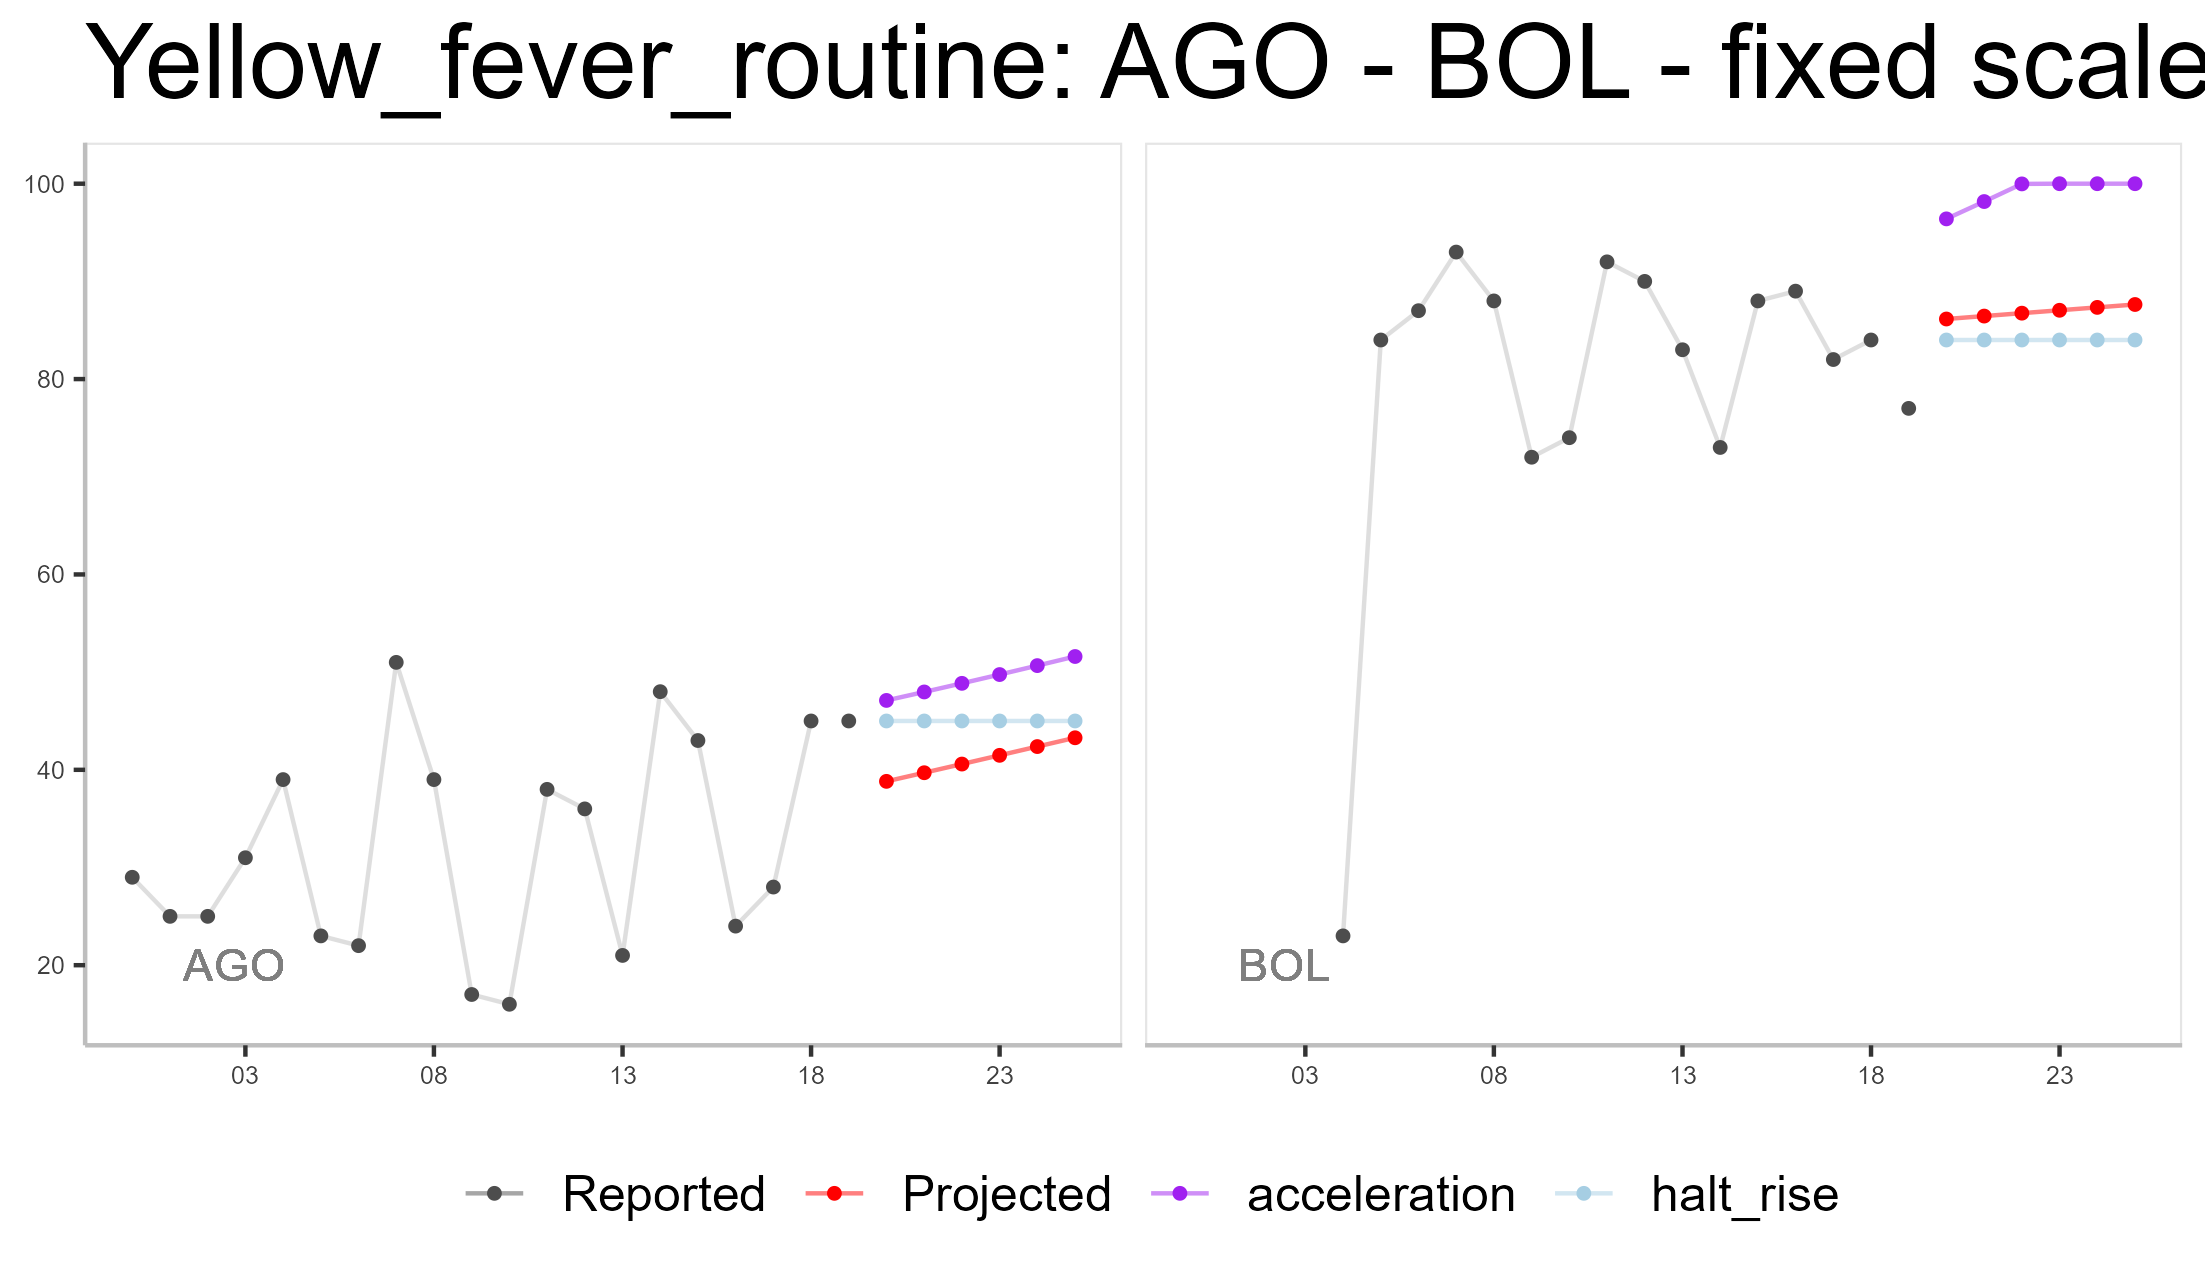 Yellow_fever_routine: AGO - BOL - fixed scale
100
80
60
40
20
AGO
BOL
03 08 13 18 23 03 08 13 18 23
Reported Projected acceleration halt_rise